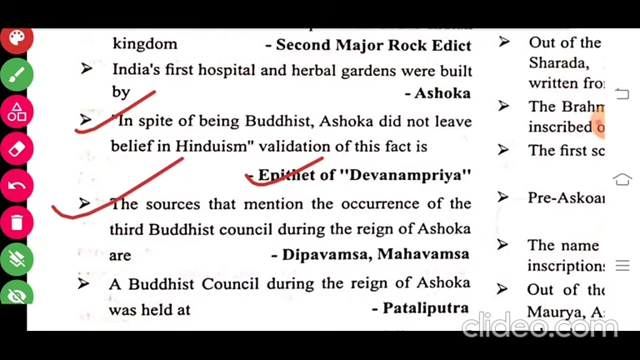 kingdom - Second Major Rock Edict
India's first hospital and herbal gardens were built
by - Ashoka
"In spite of being Buddhist, Ashoka did not leave
belief in Hinduism" validation of this fact is
- Epithet of "Devanampriya"
The sources that mention the occurrence of the
third Buddhist council during the reign of Ashoka
are - Dipavamsa, Mahavamsa
A Buddhist Council during the reign of Ashoka
was held at - Pataliputra
Out of the
Sharada,
written
The
inscribed
The first
Pre-
The name
inscriptions
Out of the
Maurya,
clideo.com